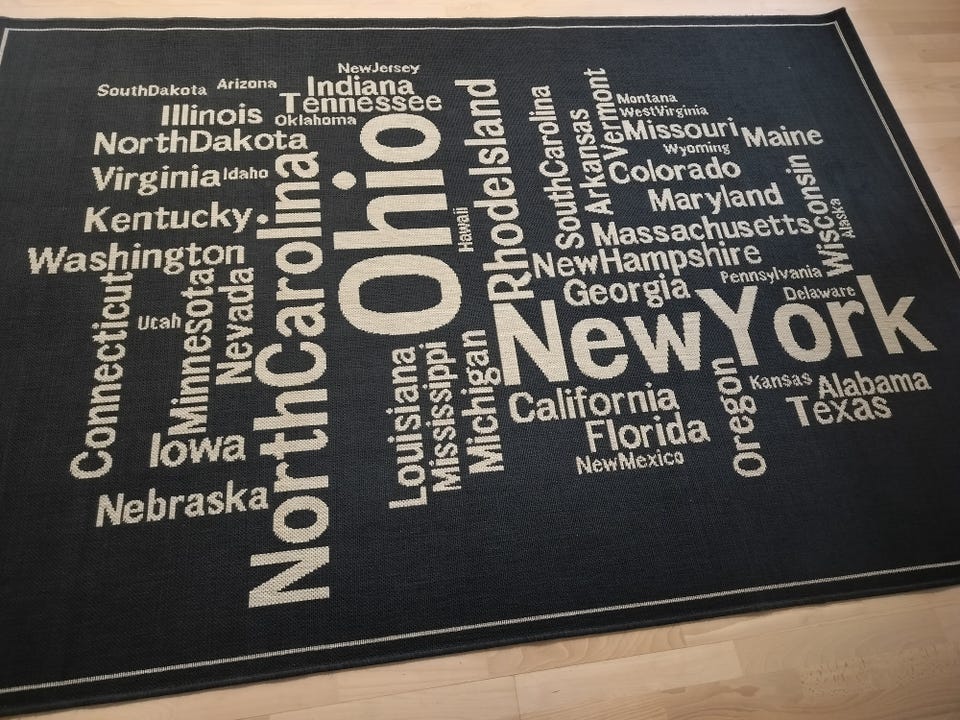 NewJersey
SouthDakota
Arizona
Indiana
Tennessee
Illinois
Oklahoma
NorthDakota
Virginia
Idaho
Kentucky
Washington
Connecticut
Utah
Minnesota
Nevada
Iowa
Nebraska
NorthCarolina
Ohio
Hawaii
RhodeIsland
SouthCarolina
Arkansas
Vermont
Montana
WestVirginia
Missouri
Maine
Wyoming
Colorado
Maryland
Wisconsin
Alaska
Massachusetts
NewHampshire
Pennsylvania
Georgia
Delaware
NewYork
Louisiana
Mississippi
Michigan
California
Florida
NewMexico
Oregon
Kansas
Alabama
Texas